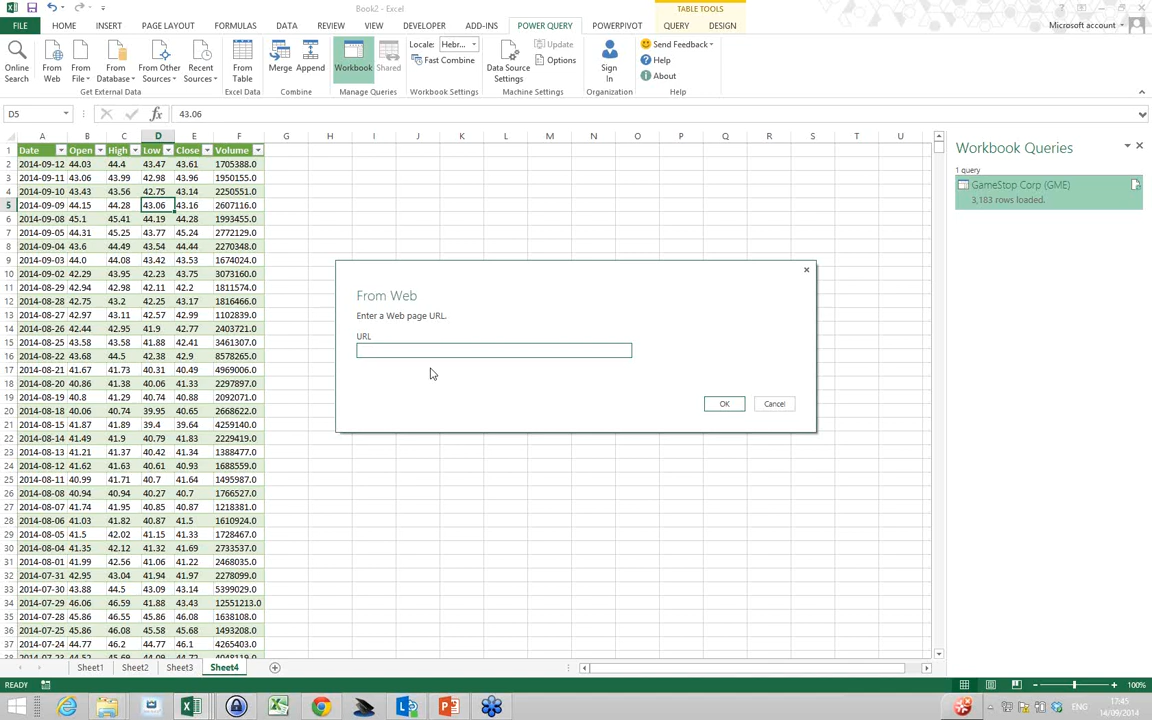 Book2 - Excel
TABLE TOOLS
FILE HOME INSERT PAGE LAYOUT FORMULAS DATA REVIEW VIEW DEVELOPER ADD-INS POWER QUERY POWERPIVOT QUERY DESIGN Microsoft account
Online Search
From Web
From File
From Database
From Other Sources
Recent Sources
From Table
Merge Append
Workbook Shared
Locale: Hebr...
Fast Combine
Data Source Settings
Update
Options
Sign In
Send Feedback
Help
About
Get External Data Excel Data Combine Manage Queries Workbook Settings Machine Settings Organization Help
D5 fx 43.06
A B C D E F G H I J K L M N O P Q R S T U
1 Date Open High Low Close Volume
2 2014-09-12 44.03 44.4 43.47 43.61 1705388.0
3 2014-09-11 43.06 43.99 42.98 43.96 1950155.0
4 2014-09-10 43.43 43.56 42.75 43.14 2250551.0
5 2014-09-09 44.15 44.28 43.06 43.16 2607116.0
6 2014-09-08 45.1 45.41 44.19 44.28 1993455.0
7 2014-09-05 44.31 45.25 43.77 45.24 2772129.0
8 2014-09-04 43.6 44.49 43.54 44.44 2270348.0
9 2014-09-03 44.0 44.08 43.42 43.53 1674024.0
10 2014-09-02 42.29 43.95 42.23 43.75 3073160.0
11 2014-08-29 42.94 42.98 42.11 42.2 1811574.0
12 2014-08-28 42.75 43.2 42.25 43.17 1816466.0
13 2014-08-27 42.97 43.11 42.57 42.99 1102839.0
14 2014-08-26 42.44 42.95 41.9 42.77 2403721.0
15 2014-08-25 43.58 43.58 41.88 42.41 3461307.0
16 2014-08-22 43.68 44.5 42.38 42.9 8578265.0
17 2014-08-21 41.67 41.73 40.31 40.49 4969006.0
18 2014-08-20 40.86 41.38 40.06 41.33 2297897.0
19 2014-08-19 40.8 41.29 40.74 40.88 2092071.0
20 2014-08-18 40.06 40.74 39.95 40.65 2668622.0
21 2014-08-15 41.87 41.89 39.4 39.64 4259140.0
22 2014-08-14 41.49 41.9 40.79 41.83 2229419.0
23 2014-08-13 41.21 41.37 40.42 41.34 1388477.0
24 2014-08-12 41.62 41.63 40.61 40.93 1688559.0
25 2014-08-11 40.99 41.71 40.7 41.64 1495987.0
26 2014-08-08 40.94 40.94 40.27 40.7 1766527.0
27 2014-08-07 41.74 41.95 40.85 40.87 1218381.0
28 2014-08-06 41.03 41.82 40.87 41.5 1610924.0
29 2014-08-05 41.5 42.02 41.15 41.33 1728467.0
30 2014-08-04 41.35 42.12 41.32 41.69 2733537.0
31 2014-08-01 41.99 42.56 41.06 41.22 2468035.0
32 2014-07-31 42.95 43.04 41.94 41.97 2278099.0
33 2014-07-30 43.88 44.5 43.09 43.14 5399029.0
34 2014-07-29 46.06 46.59 41.88 43.43 12551213.0
35 2014-07-28 45.86 46.55 45.86 46.08 1638108.0
36 2014-07-25 45.86 46.08 45.58 45.68 1493208.0
37 2014-07-24 44.77 46.2 44.77 46.1 4265403.0
From Web
Enter a Web page URL.
URL
OK Cancel
Workbook Queries
1 query
GameStop Corp (GME)
3,183 rows loaded.
Sheet1 Sheet2 Sheet3 Sheet4
READY 100%
ENG 17:45
14/09/2014